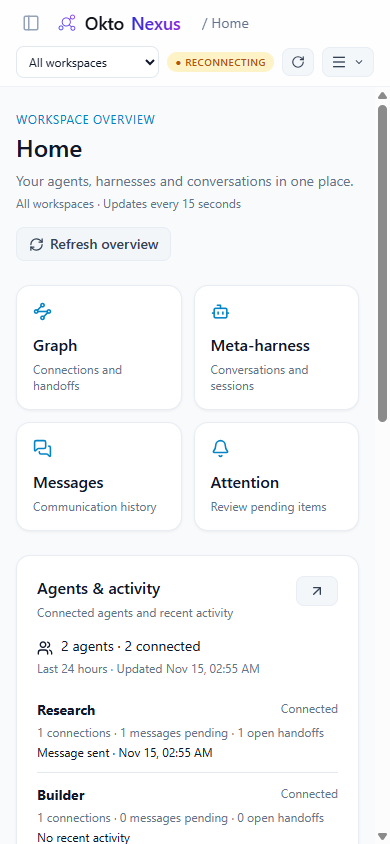 Okto Nexus / Home
All workspaces RECONNECTING
WORKSPACE OVERVIEW
Home
Your agents, harnesses and conversations in one place.
All workspaces · Updates every 15 seconds
Refresh overview
Graph
Connections and
handoffs
Meta-harness
Conversations and
sessions
Messages
Communication history
Attention
Review pending items
Agents & activity
Connected agents and recent activity
2 agents · 2 connected
Last 24 hours · Updated Nov 15, 02:55 AM
Research Connected
1 connections · 1 messages pending · 1 open handoffs
Message sent · Nov 15, 02:55 AM
Builder Connected
1 connections · 0 messages pending · 0 open handoffs
No recent activity